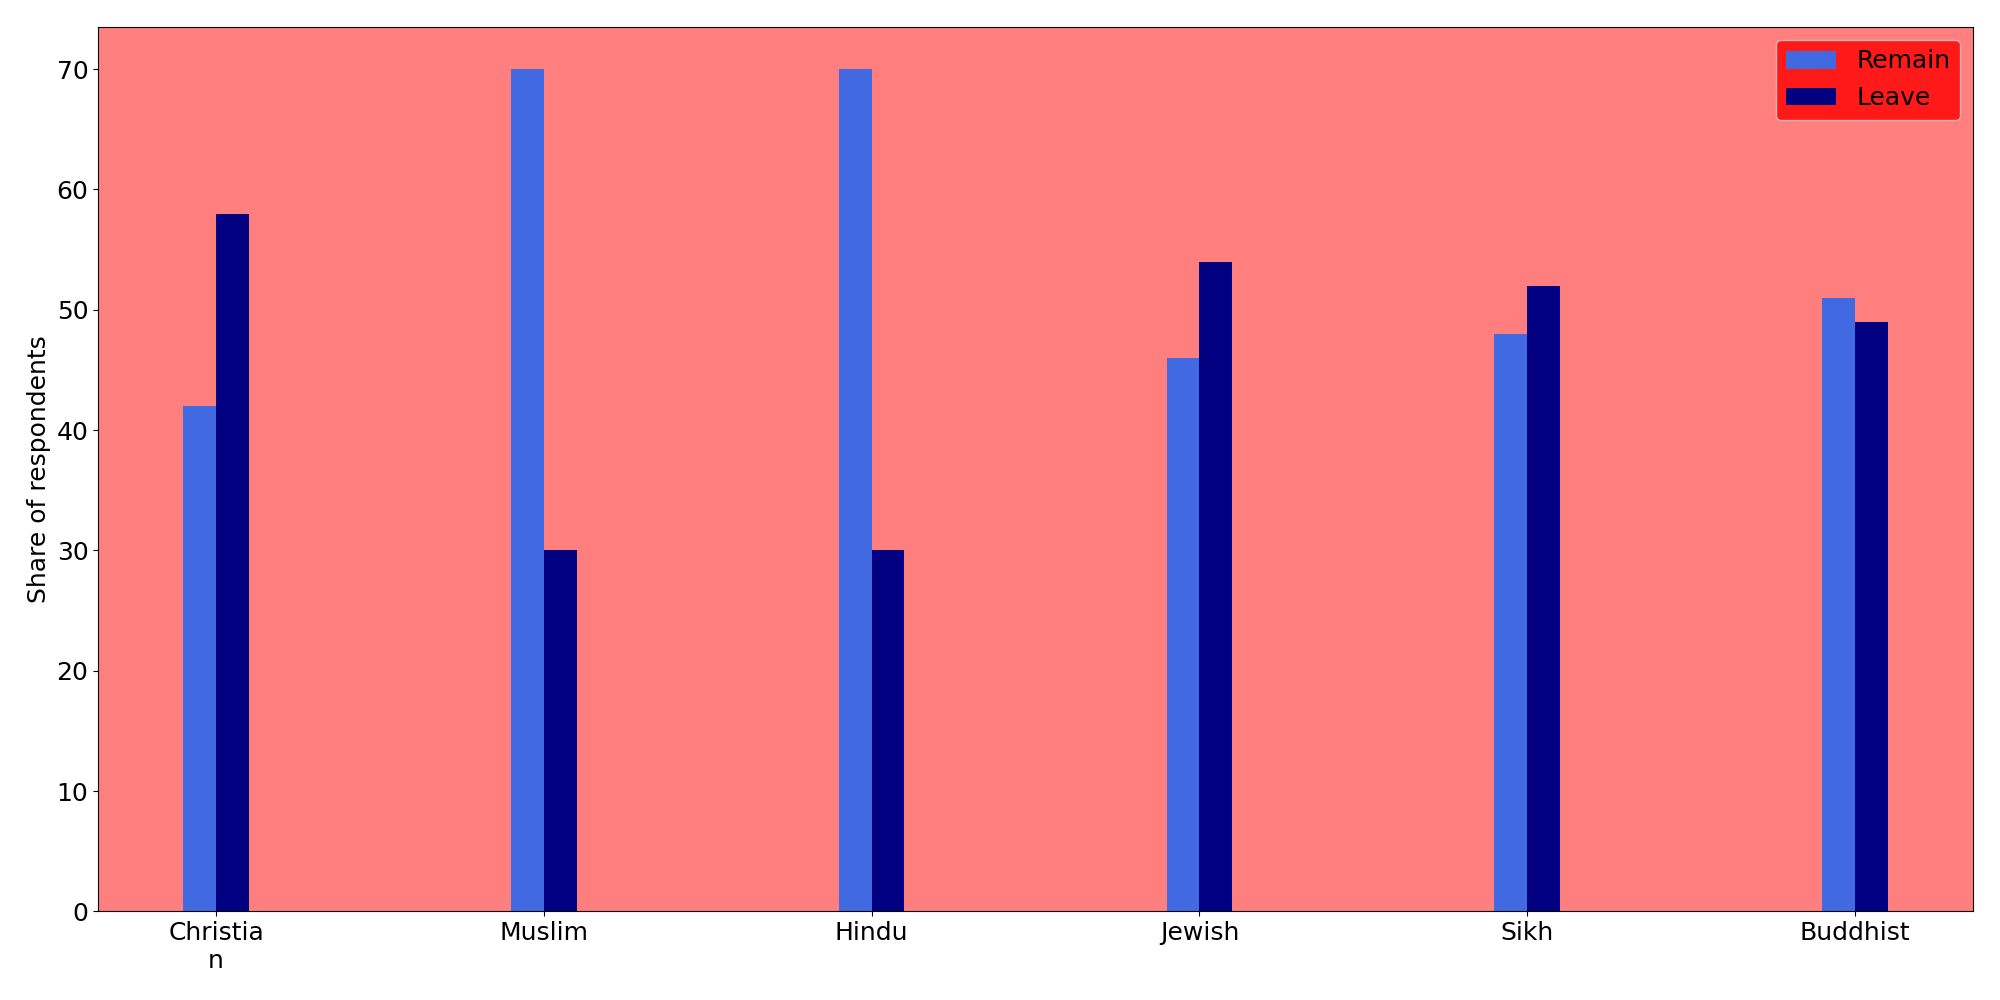 Remain
Leave
Share of respondents
70
60
50
40
30
20
10
0
Christia
n
Muslim
Hindu
Jewish
Sikh
Buddhist